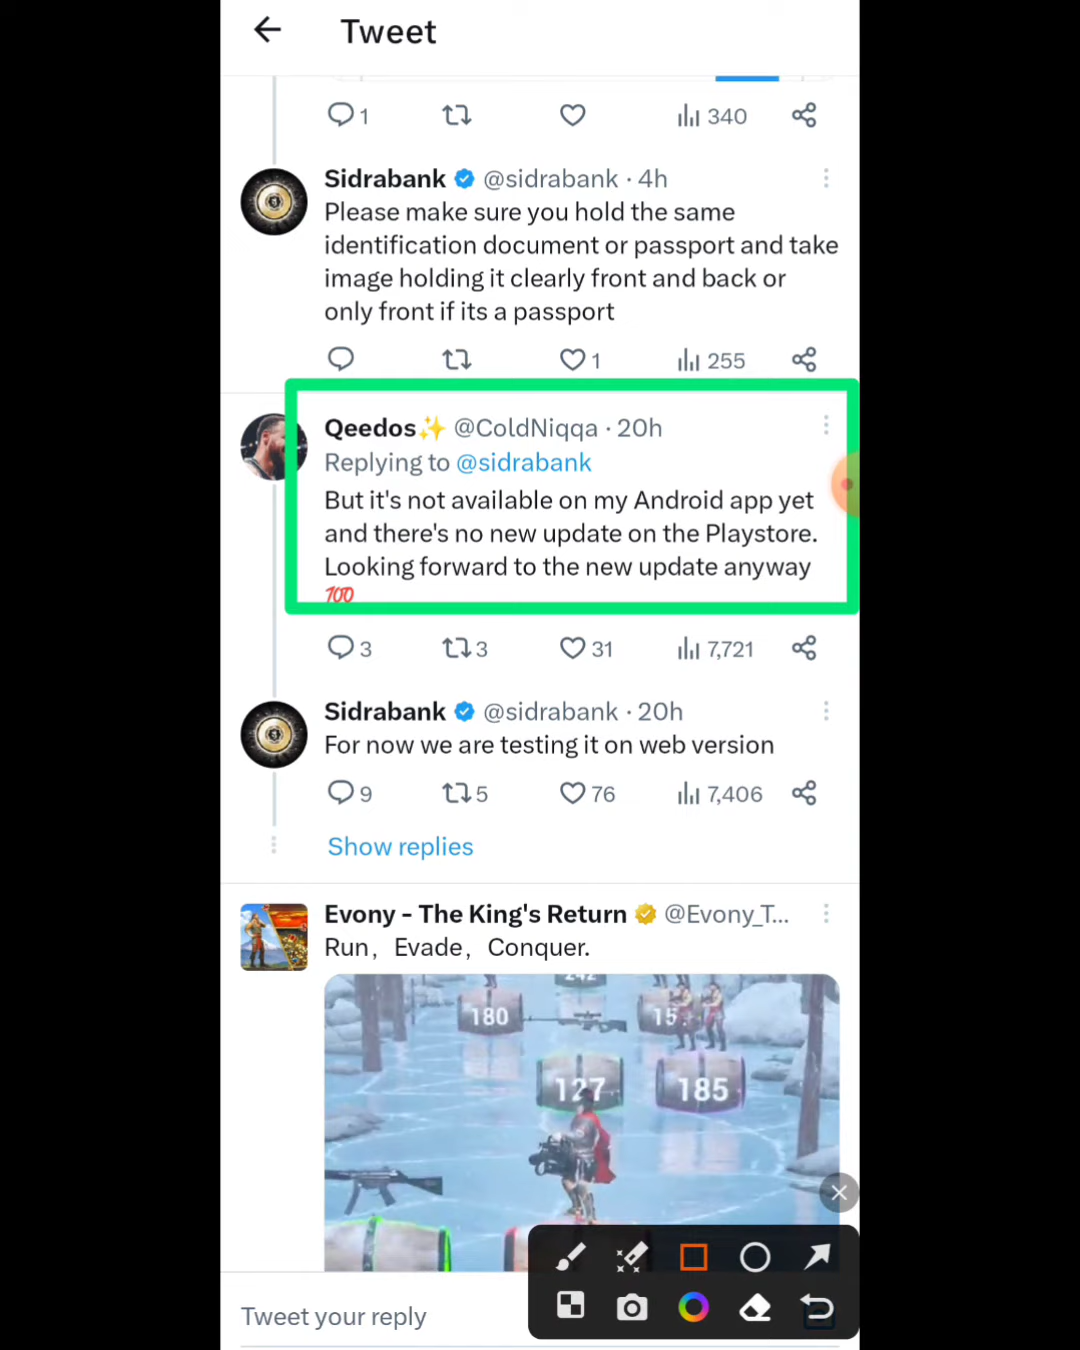 Tweet
1 340
Sidrabank @sidrabank · 4h
Please make sure you hold the same
identification document or passport and take
image holding it clearly front and back or
only front if its a passport
1 255
Qeedos✨ @ColdNiqqa · 20h
Replying to @sidrabank
But it's not available on my Android app yet
and there's no new update on the Playstore.
Looking forward to the new update anyway
💯
3 3 31 7,721
Sidrabank @sidrabank · 20h
For now we are testing it on web version
9 5 76 7,406
Show replies
Evony - The King's Return @Evony_T...
Run, Evade, Conquer.
180
127 185
Tweet your reply